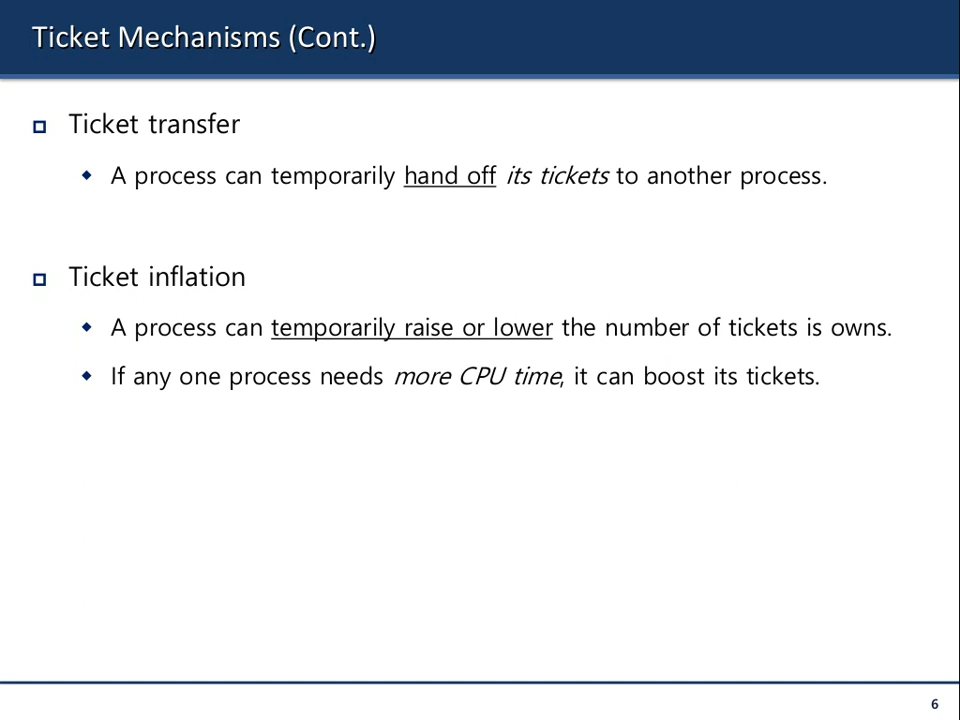 Ticket Mechanisms (Cont.)
Ticket transfer
A process can temporarily hand off its tickets to another process.
Ticket inflation
A process can temporarily raise or lower the number of tickets is owns.
If any one process needs more CPU time, it can boost its tickets.
6